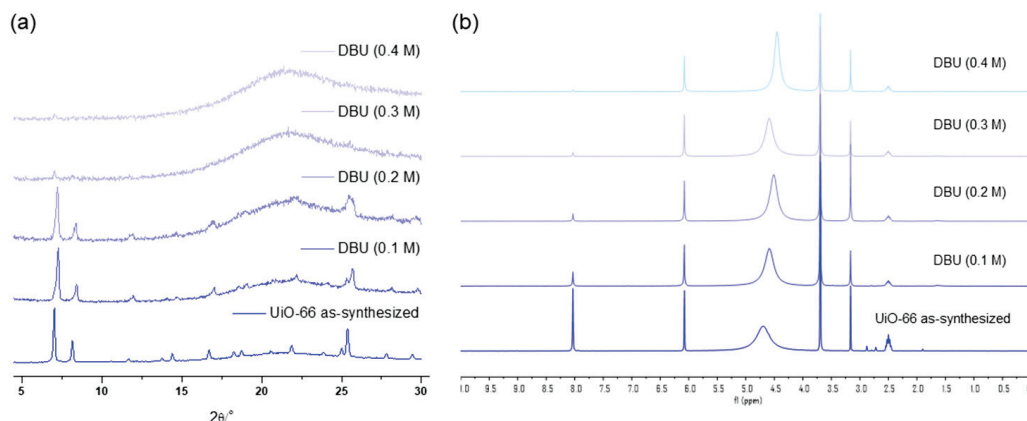 (a)
DBU (0.4 M)
DBU (0.3 M)
DBU (0.2 M)
DBU (0.1 M)
UiO-66 as-synthesized
5 10 15 20 25 30
2θ/°
(b)
DBU (0.4 M)
DBU (0.3 M)
DBU (0.2 M)
DBU (0.1 M)
UiO-66 as-synthesized
1.0 9.5 9.0 8.5 8.0 7.5 7.0 6.5 6.0 5.5 5.0 4.5 4.0 3.5 3.0 2.5 2.0 1.5 1.0 0.5 0.
f1 (ppm)